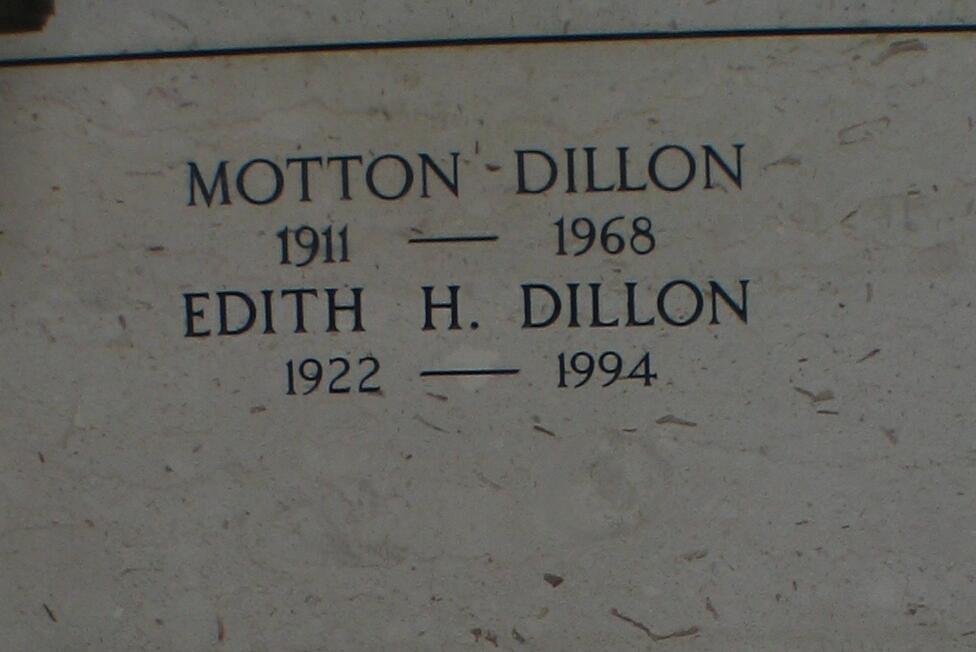 MOTTON DILLON
1911 — 1968
EDITH H. DILLON
1922 — 1994